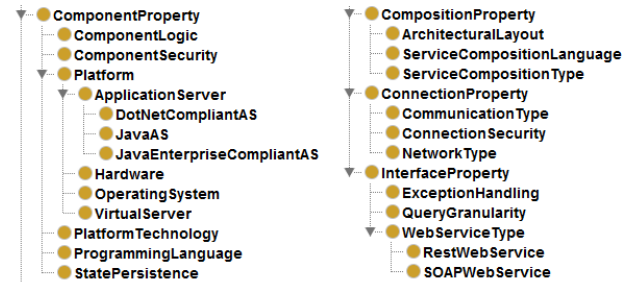 ComponentProperty
ComponentLogic
ComponentSecurity
Platform
ApplicationServer
DotNetCompliantAS
JavaAS
JavaEnterpriseCompliantAS
Hardware
OperatingSystem
VirtualServer
PlatformTechnology
ProgrammingLanguage
StatePersistence
CompositionProperty
ArchitecturalLayout
ServiceCompositionLanguage
ServiceCompositionType
ConnectionProperty
CommunicationType
ConnectionSecurity
NetworkType
InterfaceProperty
ExceptionHandling
QueryGranularity
WebServiceType
RestWebService
SOAPWebService